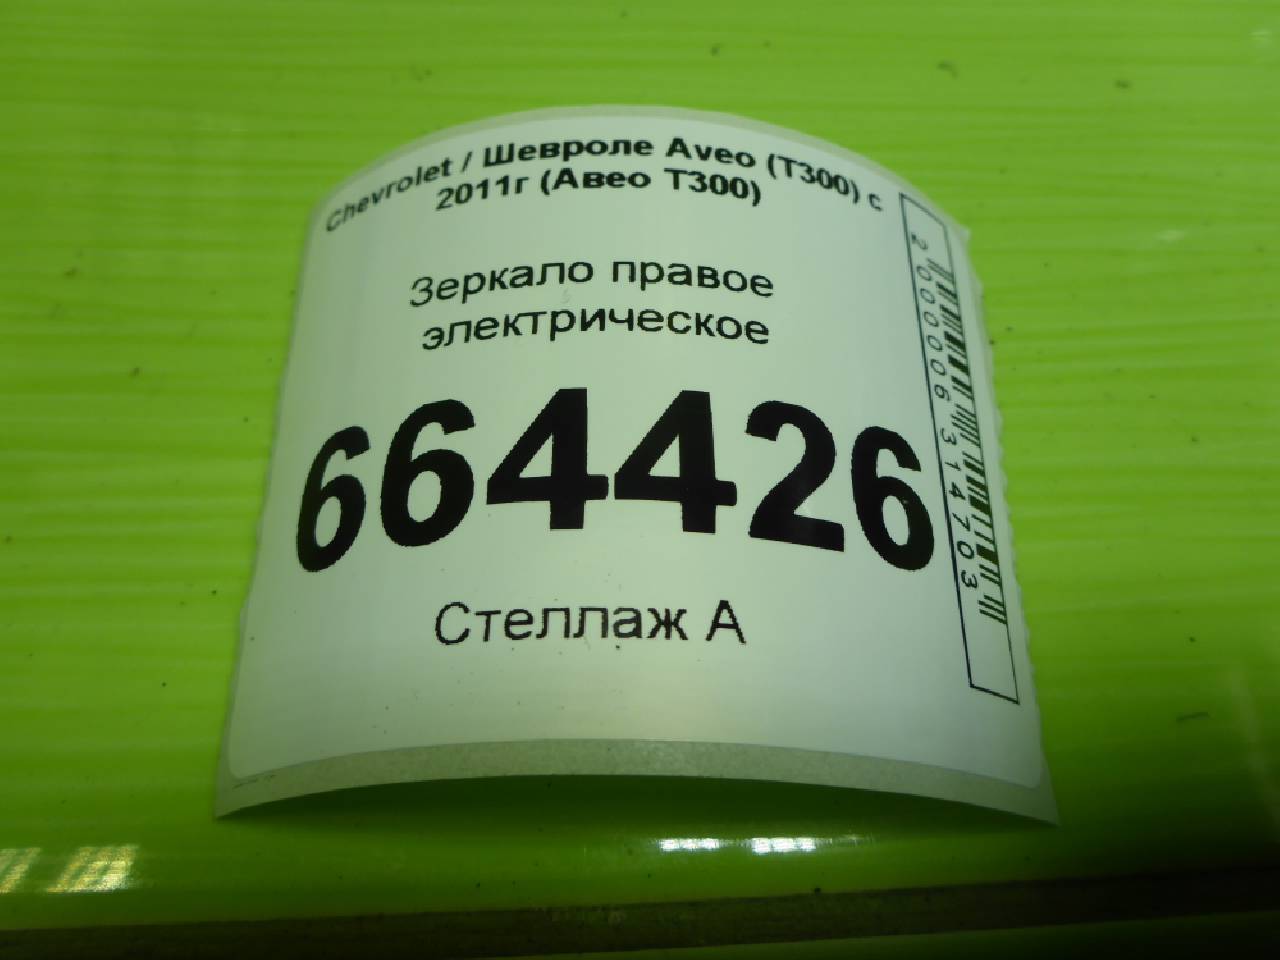 Chevrolet / Шевроле Aveo (T300) с
2011г (Авео Т300)
Зеркало правое
электрическое
664426
Стеллаж А
2000006314703